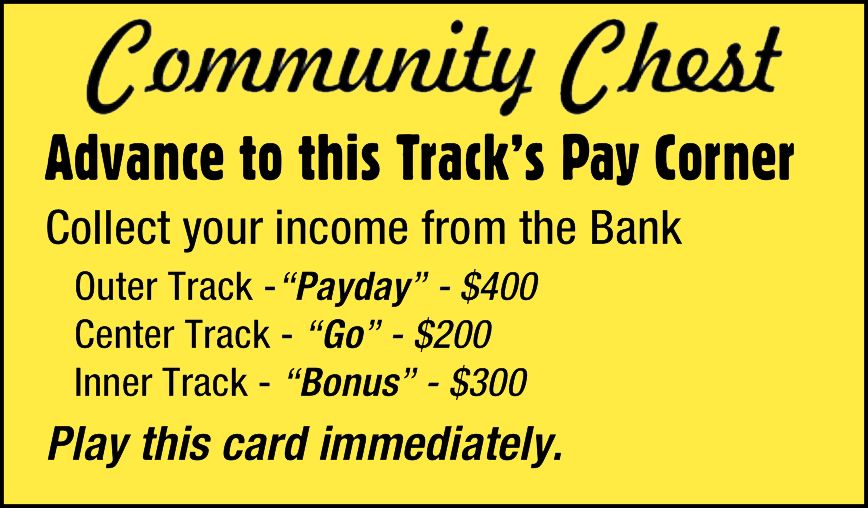 Community Chest
Advance to this Track’s Pay Corner
Collect your income from the Bank
Outer Track -“Payday” - $400
Center Track - “Go” - $200
Inner Track - “Bonus” - $300
Play this card immediately.